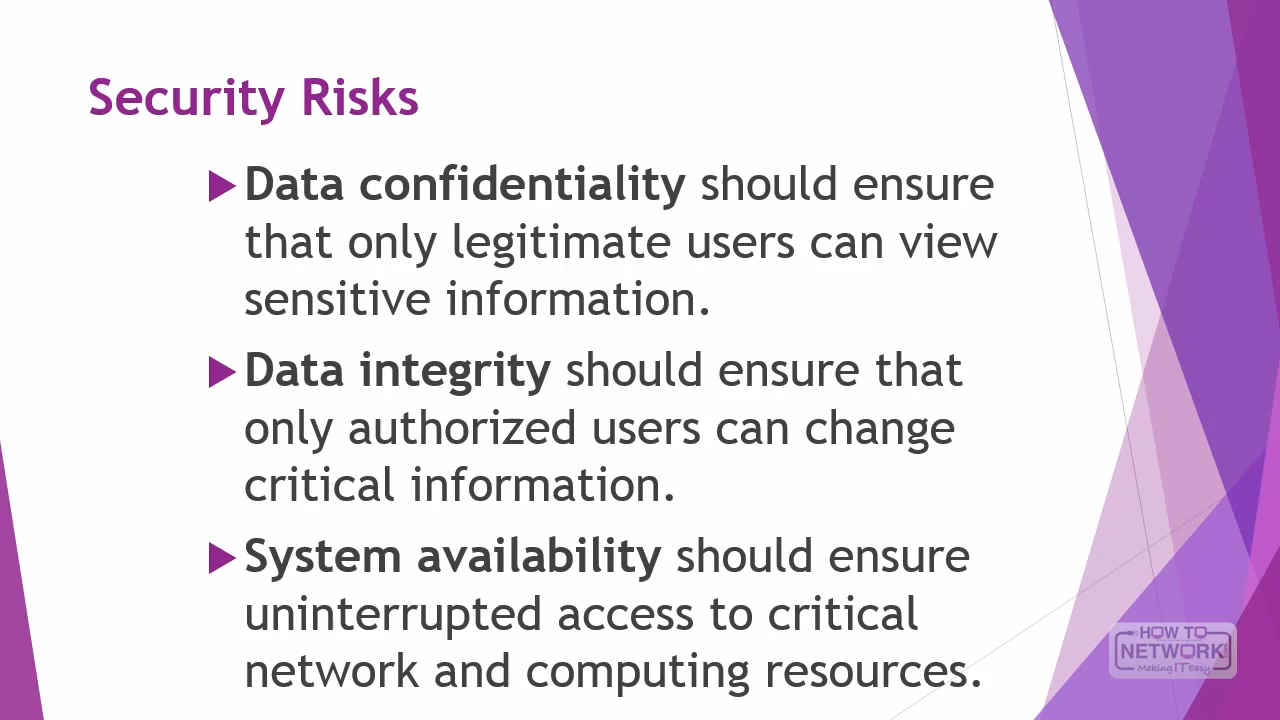 Security Risks
Data confidentiality should ensure
that only legitimate users can view
sensitive information.
Data integrity should ensure that
only authorized users can change
critical information.
System availability should ensure
uninterrupted access to critical
network and computing resources.
HOW TO
NETWORK
Making IT Easy